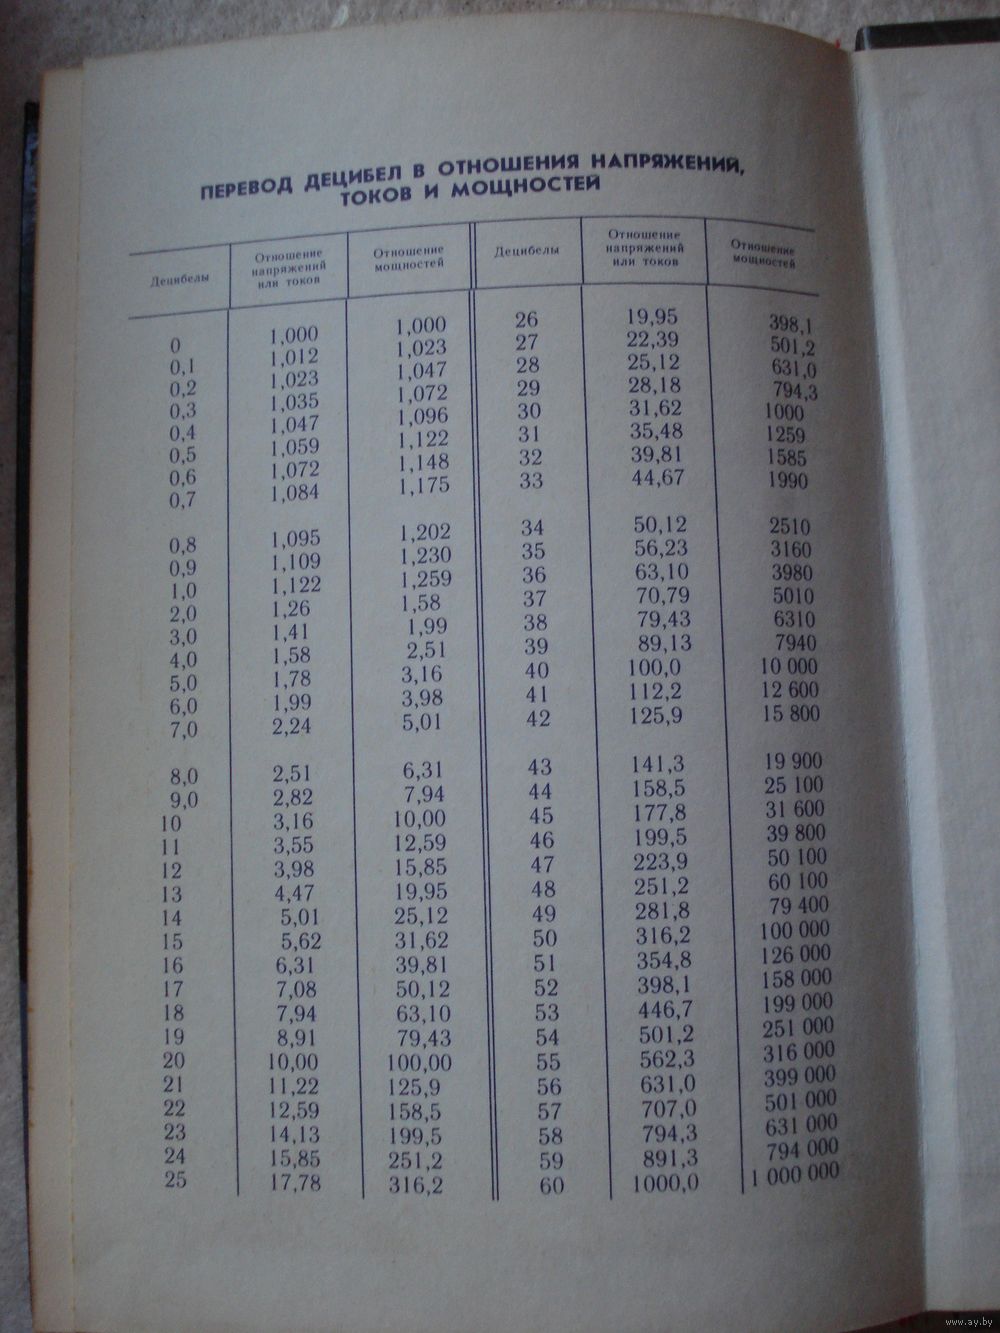 ПЕРЕВОД ДЕЦИБЕЛ В ОТНОШЕНИЯ НАПРЯЖЕНИЙ,
ТОКОВ И МОЩНОСТЕЙ
Децибелы Отношение напряжений или токов Отношение мощностей Децибелы Отношение напряжений или токов Отношение мощностей
0 1,000 1,000 26 19,95 398,1
0,1 1,012 1,023 27 22,39 501,2
0,2 1,023 1,047 28 25,12 631,0
0,3 1,035 1,072 29 28,18 794,3
0,4 1,047 1,096 30 31,62 1000
0,5 1,059 1,122 31 35,48 1259
0,6 1,072 1,148 32 39,81 1585
0,7 1,084 1,175 33 44,67 1990
0,8 1,095 1,202 34 50,12 2510
0,9 1,109 1,230 35 56,23 3160
1,0 1,122 1,259 36 63,10 3980
2,0 1,26 1,58 37 70,79 5010
3,0 1,41 1,99 38 79,43 6310
4,0 1,58 2,51 39 89,13 7940
5,0 1,78 3,16 40 100,0 10 000
6,0 1,99 3,98 41 112,2 12 600
7,0 2,24 5,01 42 125,9 15 800
8,0 2,51 6,31 43 141,3 19 900
9,0 2,82 7,94 44 158,5 25 100
10 3,16 10,00 45 177,8 31 600
11 3,55 12,59 46 199,5 39 800
12 3,98 15,85 47 223,9 50 100
13 4,47 19,95 48 251,2 60 100
14 5,01 25,12 49 281,8 79 400
15 5,62 31,62 50 316,2 100 000
16 6,31 39,81 51 354,8 126 000
17 7,08 50,12 52 398,1 158 000
18 7,94 63,10 53 446,7 199 000
19 8,91 79,43 54 501,2 251 000
20 10,00 100,00 55 562,3 316 000
21 11,22 125,9 56 631,0 399 000
22 12,59 158,5 57 707,0 501 000
23 14,13 199,5 58 794,3 631 000
24 15,85 251,2 59 891,3 794 000
25 17,78 316,2 60 1000,0 1 000 000
www.ay.by